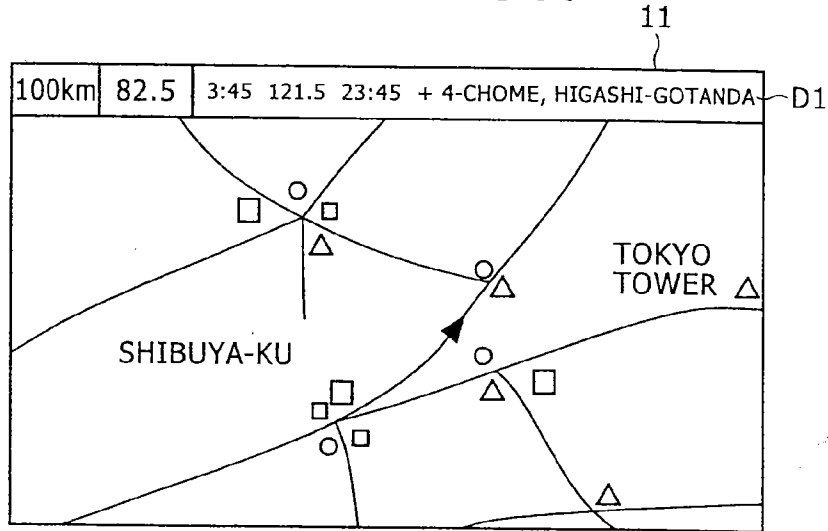 11
100km 82.5 3:45 121.5 23:45 + 4-CHOME, HIGASHI-GOTANDA D1
TOKYO
TOWER
SHIBUYA-KU